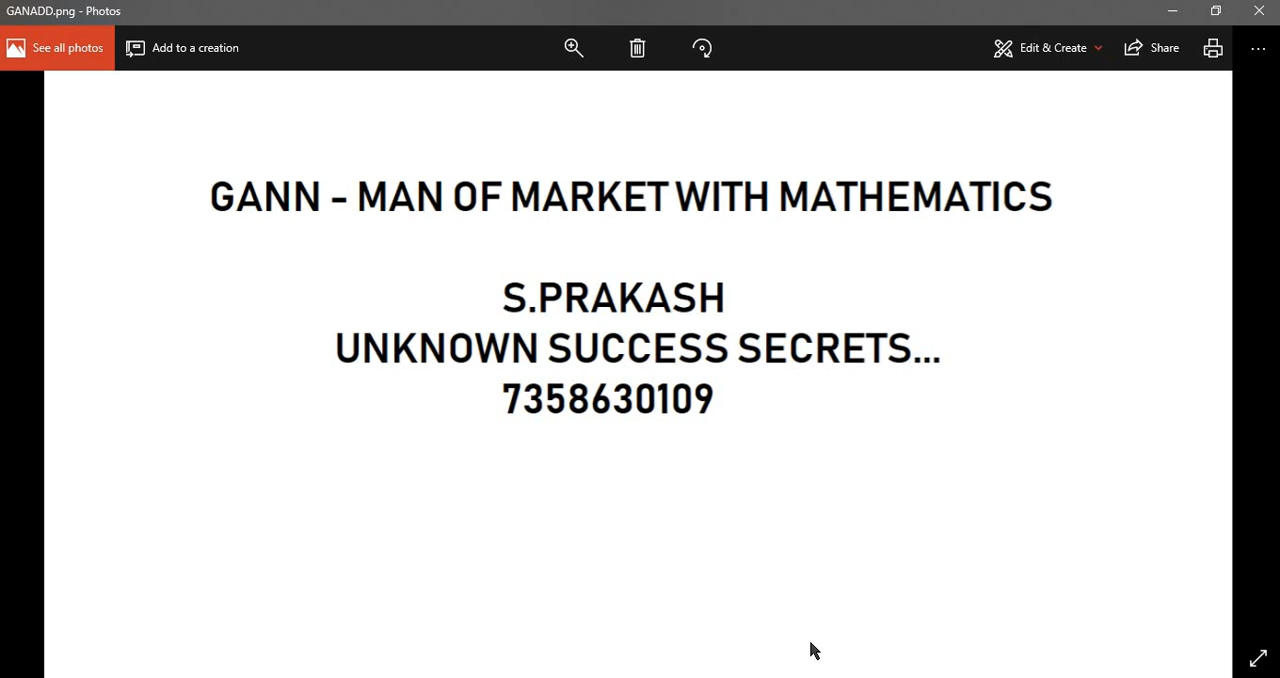 GANADD.png - Photos
See all photos
Add to a creation
Edit & Create
Share
GANN - MAN OF MARKET WITH MATHEMATICS
S.PRAKASH
UNKNOWN SUCCESS SECRETS...
7358630109